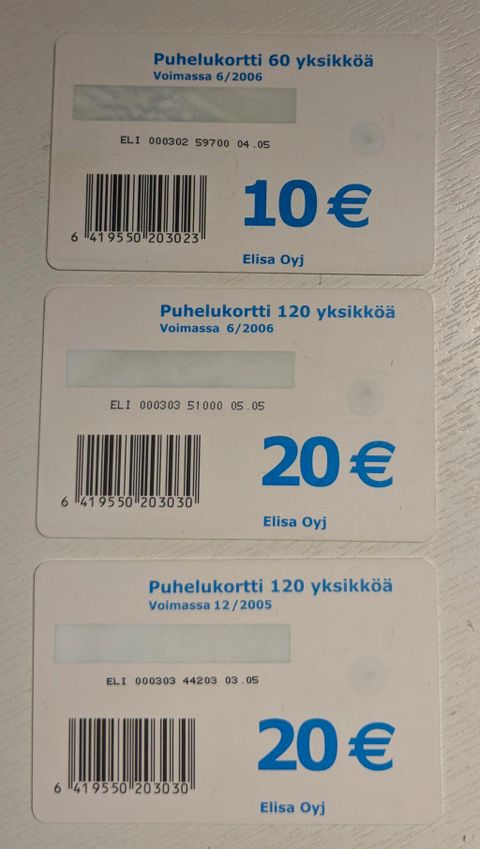 Puhelukortti 60 yksikköä
Voimassa 6/2006
ELI 000302 59700 04.05
6 419550 203023
10 €
Elisa Oyj
Puhelukortti 120 yksikköä
Voimassa 6/2006
ELI 000303 51000 05.05
6 419550 203030
20 €
Elisa Oyj
Puhelukortti 120 yksikköä
Voimassa 12/2005
ELI 000303 44203 03.05
6 419550 203030
20 €
Elisa Oyj